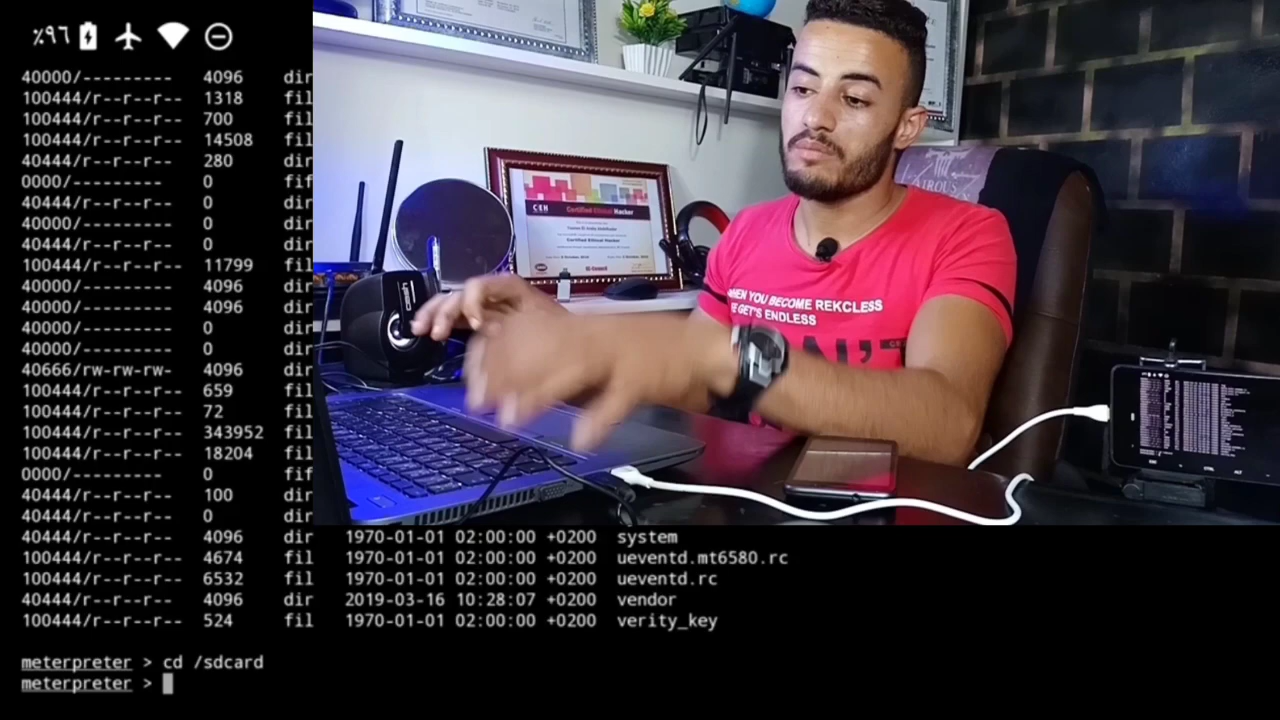 ٪٩٦
40000/--------- 4096 dir
100444/r--r--r-- 1318 fil
100444/r--r--r-- 700 fil
100444/r--r--r-- 14508 fil
40444/r--r--r-- 280 dir
0000/--------- 0 fif
40444/r--r--r-- 0 dir
40000/--------- 0 dir
40444/r--r--r-- 0 dir
100444/r--r--r-- 11799 fil
40000/--------- 4096 dir
40000/--------- 4096 dir
40000/--------- 0 dir
40000/--------- 0 dir
40666/rw-rw-rw- 4096 dir
100444/r--r--r-- 659 fil
100444/r--r--r-- 72 fil
100444/r--r--r-- 343952 fil
100444/r--r--r-- 18204 fil
0000/--------- 0 fif
40444/r--r--r-- 100 dir
40444/r--r--r-- 0 dir
40444/r--r--r-- 4096 dir 1970-01-01 02:00:00 +0200 system
100444/r--r--r-- 4674 fil 1970-01-01 02:00:00 +0200 ueventd.mt6580.rc
100444/r--r--r-- 6532 fil 1970-01-01 02:00:00 +0200 ueventd.rc
40444/r--r--r-- 4096 dir 2019-03-16 10:28:07 +0200 vendor
100444/r--r--r-- 524 fil 1970-01-01 02:00:00 +0200 verity_key
meterpreter > cd /sdcard
meterpreter >
C|EH
Certified Ethical Hacker
Certified Ethical Hacker
EC-Council
WHEN YOU BECOME REKCLESS
GET'S ENDLESS